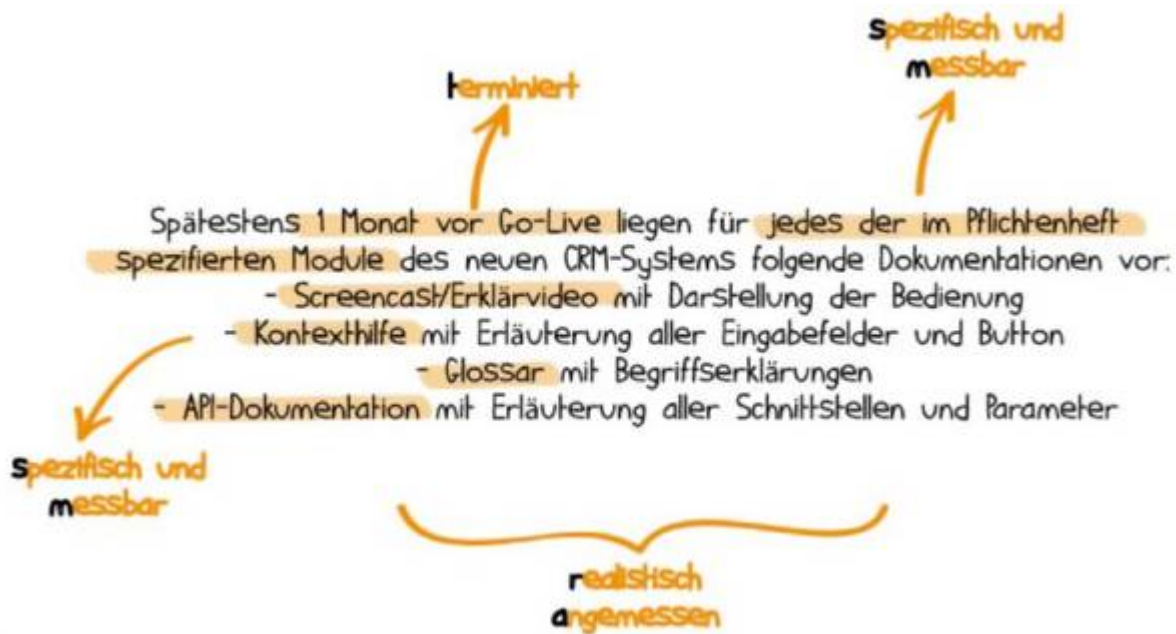 spezifisch und
messbar
terminiert
Spätestens 1 Monat vor Go-Live liegen für jedes der im Pflichtenheft
spezifierten Module des neuen CRM-Systems folgende Dokumentationen vor:
- Screencast/Erklärvideo mit Darstellung der Bedienung
- Kontexthilfe mit Erläuterung aller Eingabefelder und Button
- Glossar mit Begriffserklärungen
- API-Dokumentation mit Erläuterung aller Schnittstellen und Parameter
spezifisch und
messbar
realistisch
angemessen